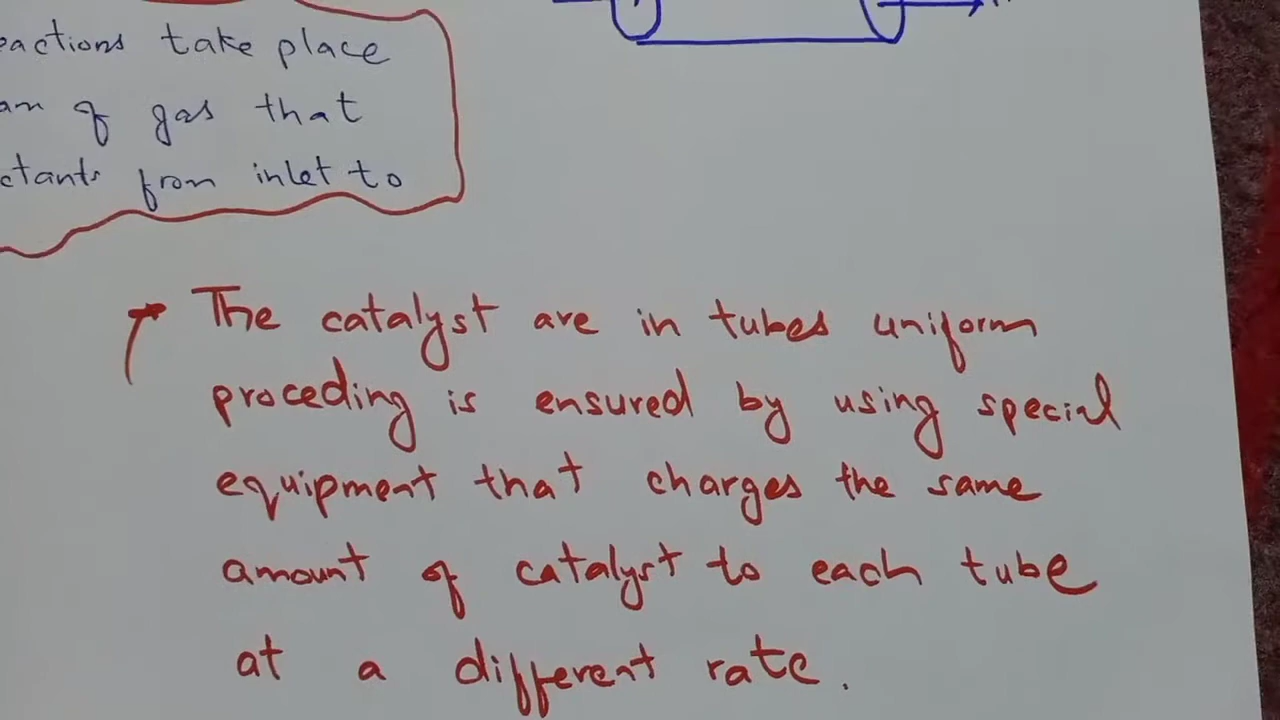 eactions take place
am of gas that
ctants from inlet to
The catalyst are in tubes uniform
proceding is ensured by using special
equipment that charges the same
amount of catalyst to each tube
at a different rate.